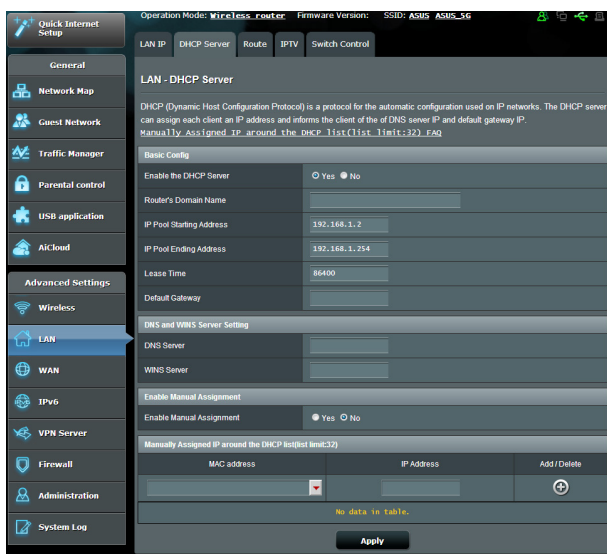 Operation Mode: Wireless router Firmware Version: SSID: ASUS ASUS_5G
Quick Internet
Setup
LAN IP DHCP Server Route IPTV Switch Control
General
Network Map
Guest Network
Traffic Manager
Parental control
USB application
AiCloud
Advanced Settings
Wireless
LAN
WAN
IPv6
VPN Server
Firewall
Administration
System Log
LAN - DHCP Server
DHCP (Dynamic Host Configuration Protocol) is a protocol for the automatic configuration used on IP networks. The DHCP server
can assign each client an IP address and informs the client of the of DNS server IP and default gateway
IP.
Manually Assigned IP around the DHCP list(list limit:32) FAQ
Basic Config
Enable the DHCP Server Yes No
Router's Domain Name
IP Pool Starting Address 192.168.1.2
IP Pool Ending Address 192.168.1.254
Lease Time 86400
Default Gateway
DNS and WINS Server Setting
DNS Server
WINS Server
Enable Manual Assignment
Enable Manual Assignment Yes No
Manually Assigned IP around the DHCP list(list limit:32)
MAC address IP Address Add / Delete
No data in table.
Apply